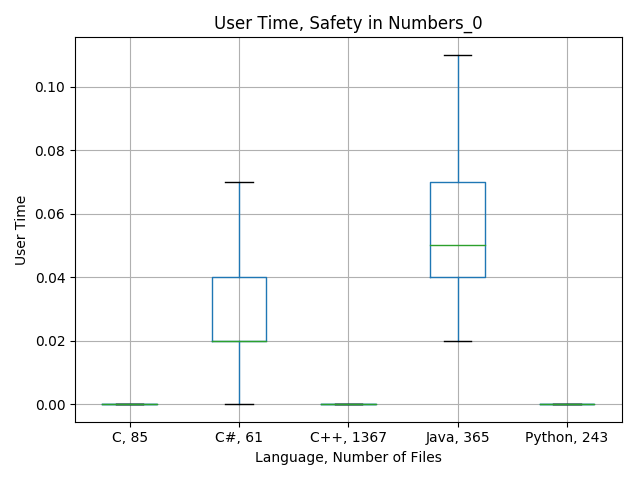 User Time, Safety in Numbers_0
User Time
0.10
0.08
0.06
0.04
0.02
0.00
C, 85
C#, 61
C++, 1367
Java, 365
Python, 243
Language, Number of Files